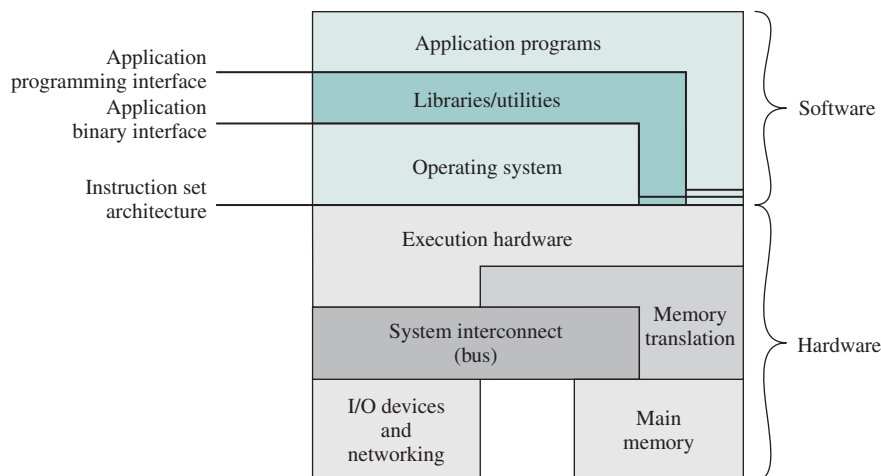 Application programs
Application
programming interface
Libraries/utilities
Application
binary interface
Software
Operating system
Instruction set
architecture
Execution hardware
Memory
translation
System interconnect
(bus)
Hardware
I/O devices
and
networking
Main
memory